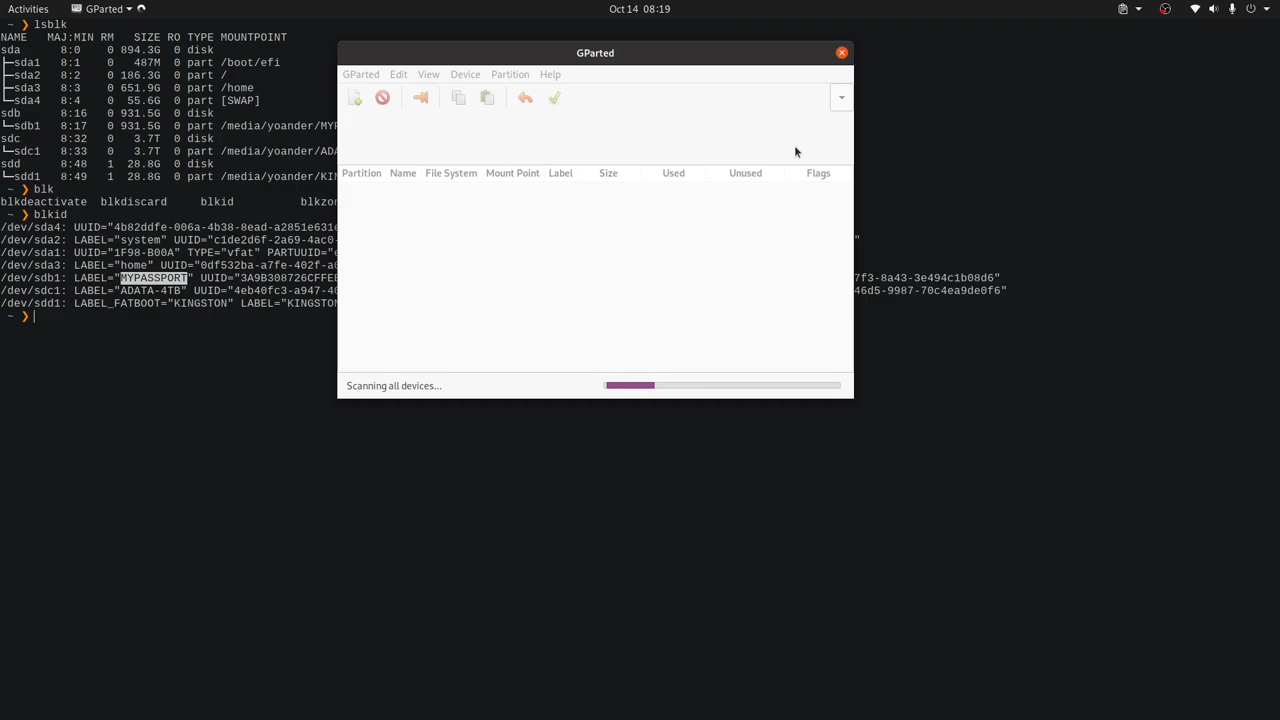 Activities GParted Oct 14 08:19
~ ❯ lsblk
NAME MAJ:MIN RM SIZE RO TYPE MOUNTPOINT
sda 8:0 0 894.3G 0 disk
├─sda1 8:1 0 487M 0 part /boot/efi
├─sda2 8:2 0 186.3G 0 part /
├─sda3 8:3 0 651.9G 0 part /home
└─sda4 8:4 0 55.6G 0 part [SWAP]
sdb 8:16 0 931.5G 0 disk
└─sdb1 8:17 0 931.5G 0 part /media/yoander/MYP
sdc 8:32 0 3.7T 0 disk
└─sdc1 8:33 0 3.7T 0 part /media/yoander/ADA
sdd 8:48 1 28.8G 0 disk
└─sdd1 8:49 1 28.8G 0 part /media/yoander/KIN
~ ❯ blk
blkdeactivate blkdiscard blkid blkzon
~ ❯ blkid
/dev/sda4: UUID="4b82ddfe-006a-4b38-8ead-a2851e631e
/dev/sda2: LABEL="system" UUID="c1de2d6f-2a69-4ac0- "
/dev/sda1: UUID="1F98-B00A" TYPE="vfat" PARTUUID="e
/dev/sda3: LABEL="home" UUID="0df532ba-a7fe-402f-a0
/dev/sdb1: LABEL="MYPASSPORT" UUID="3A9B308726CFFEB 7f3-8a43-3e494c1b08d6"
/dev/sdc1: LABEL="ADATA-4TB" UUID="4eb40fc3-a947-40 46d5-9987-70c4ea9de0f6"
/dev/sdd1: LABEL_FATBOOT="KINGSTON" LABEL="KINGSTON
~ ❯
GParted
GParted Edit View Device Partition Help
Partition Name File System Mount Point Label Size Used Unused Flags
Scanning all devices...